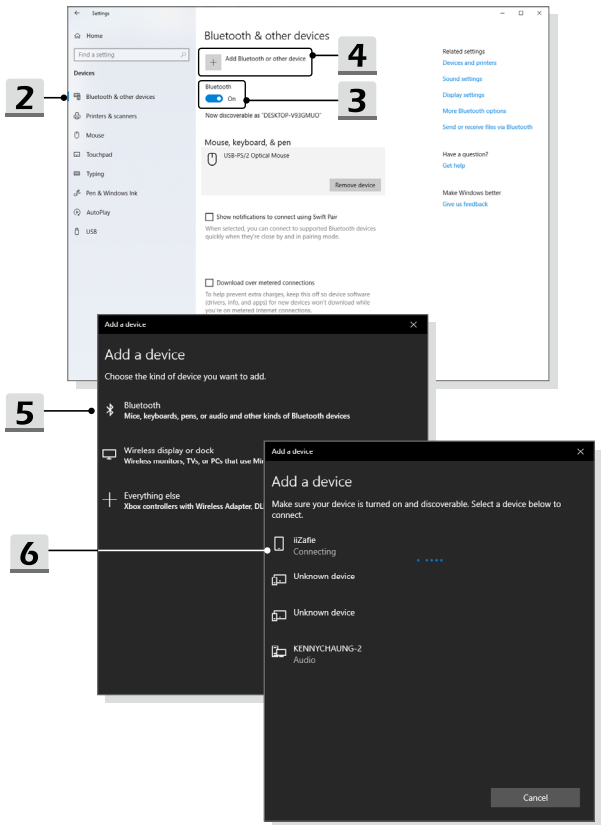 Settings
Home
Find a setting
Devices
Bluetooth & other devices
Printers & scanners
Mouse
Touchpad
Typing
Pen & Windows Ink
AutoPlay
USB
Bluetooth & other devices
Add Bluetooth or other device
Bluetooth
On
Now discoverable as "DESKTOP-V93GMUO"
Mouse, keyboard, & pen
USB-PS/2 Optical Mouse
Remove device
Show notifications to connect using Swift Pair
When selected, you can connect to supported Bluetooth devices
quickly when they're close by and in pairing mode.
Download over metered connections
To help prevent extra charges, keep this off so device software
(drivers, info, and apps) for new devices won't download while
you're on metered Internet connections.
Related settings
Devices and printers
Sound settings
Display settings
More Bluetooth options
Send or receive files via Bluetooth
Have a question?
Get help
Make Windows better
Give us feedback
2
4
3
Add a device
Add a device
Choose the kind of device you want to add.
Bluetooth
Mice, keyboards, pens, or audio and other kinds of Bluetooth devices
Wireless display or dock
Wireless monitors, TVs, or PCs that use Mi
Everything else
Xbox controllers with Wireless Adapter, DL
5
6
Add a device
Add a device
Make sure your device is turned on and discoverable. Select a device below to
connect.
iiZafie
Connecting
Unknown device
Unknown device
KENNYCHAUNG-2
Audio
Cancel